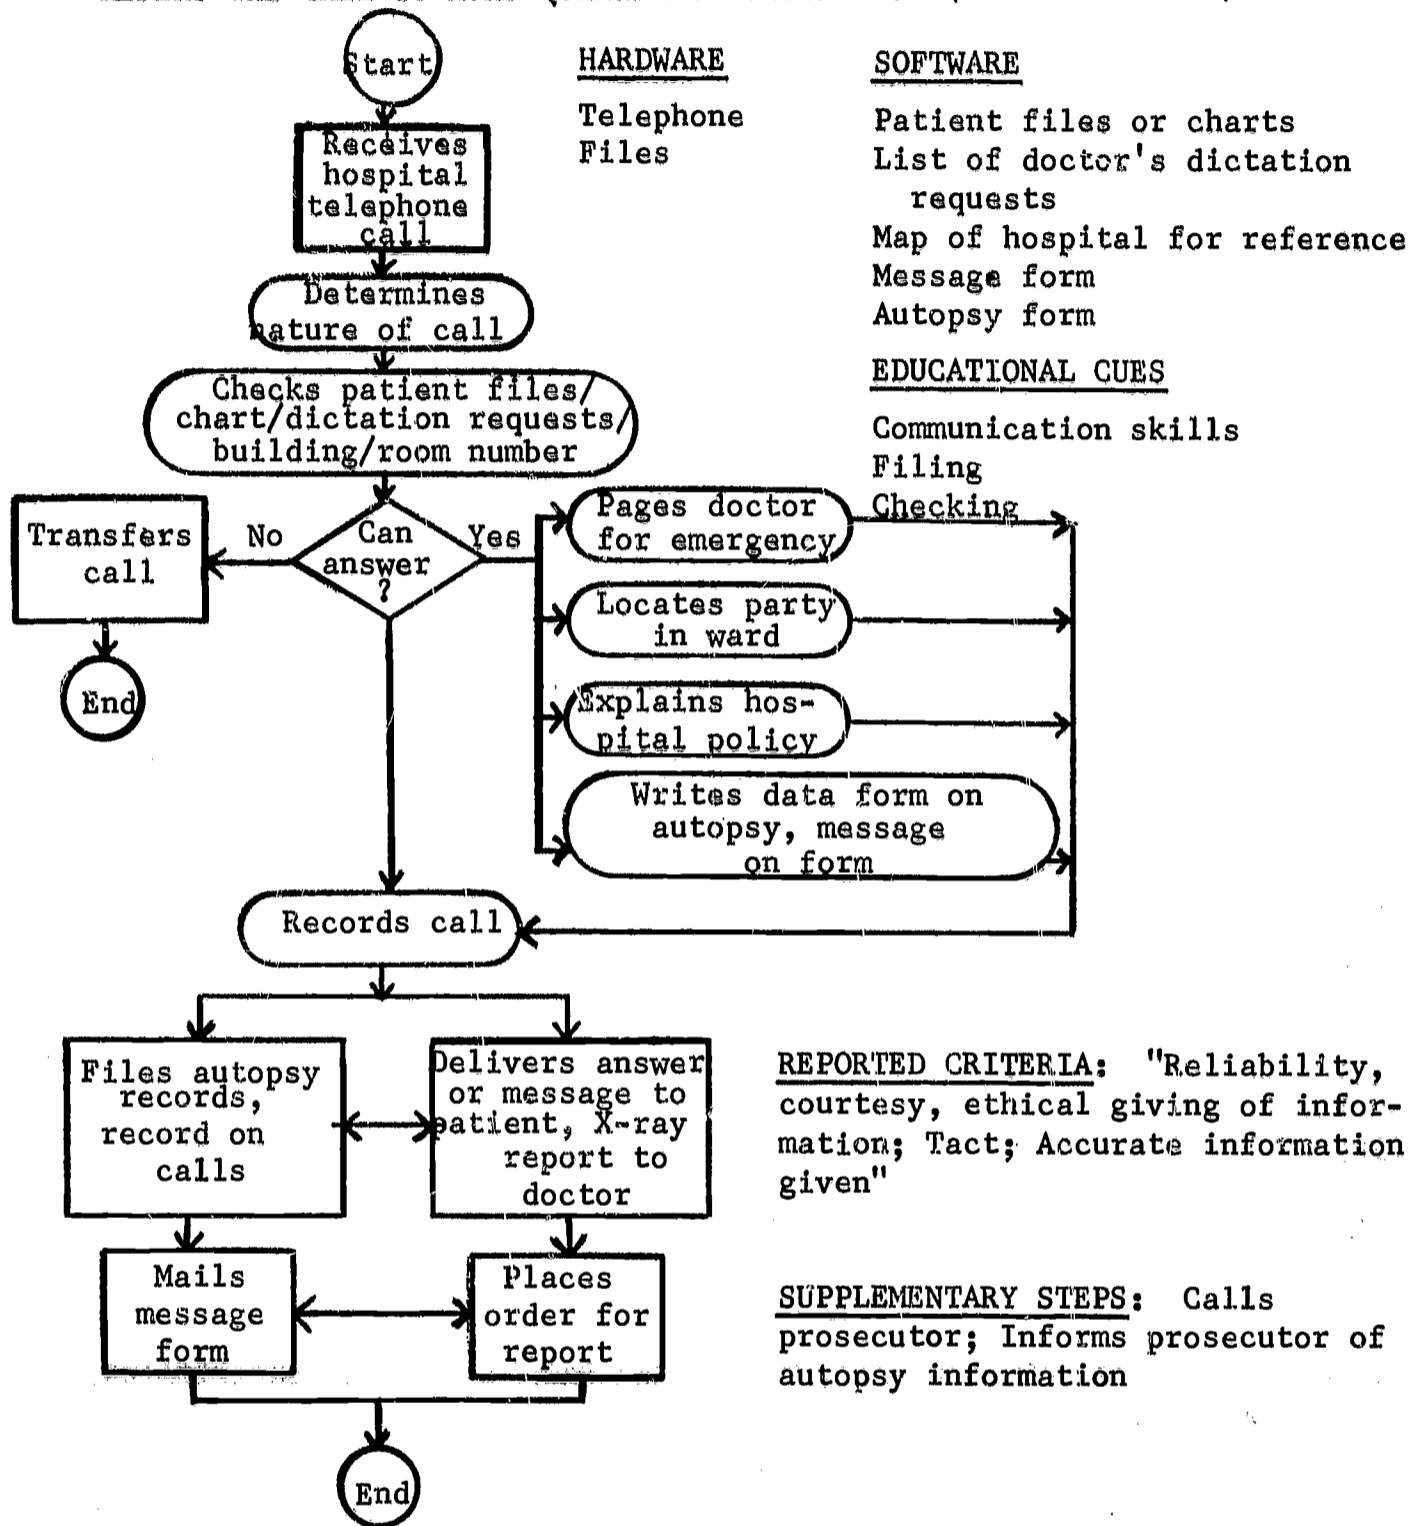 Start
HARDWARE
Telephone
Files
SOFTWARE
Patient files or charts
List of doctor's dictation
requests
Map of hospital for reference
Message form
Autopsy form
EDUCATIONAL CUES
Communication skills
Filing
Checking
Receives
hospital
telephone
call
Determines
nature of call
Checks patient files/
chart/dictation requests/
building/room number
Can
answer
?
No
Yes
Transfers
call
End
Pages doctor
for emergency
Locates party
in ward
Explains hos-
pital policy
Writes data form on
autopsy, message
on form
Records call
Files autopsy
records,
record on
calls
Delivers answer
or message to
patient, X-ray
report to
doctor
Mails
message
form
Places
order for
report
End
REPORTED CRITERIA: "Reliability,
courtesy, ethical giving of infor-
mation; Tact; Accurate information
given"
SUPPLEMENTARY STEPS: Calls
prosecutor; Informs prosecutor of
autopsy information